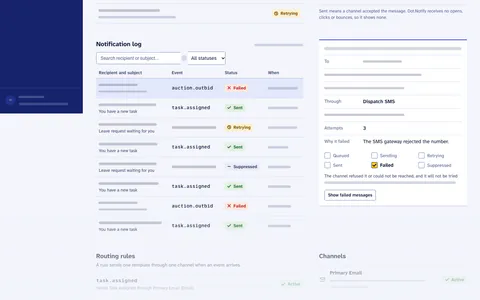 Retrying
Sent means a channel accepted the message. Dot.Notify receives no opens,
clicks or bounces, so it shows none.
Notification log
Search recipient or subject...
All statuses
Recipient and subject Event Status When
auction.outbid Failed
task.assigned Sent
You have a new task
Retrying
Leave request waiting for you
task.assigned Sent
You have a new task
Suppressed
Leave request waiting for you
task.assigned Sent
You have a new task
auction.outbid Failed
task.assigned Sent
You have a new task
To
Through Dispatch SMS
Attempts 3
Why it failed The SMS gateway rejected the number.
Queued Sending Retrying
Sent Failed Suppressed
The channel refused it or could not be reached, and it will not be tried
Show failed messages
Routing rules
A rule sends one template through one channel when an event arrives.
task.assigned
Active
Channels
Primary Email
Active